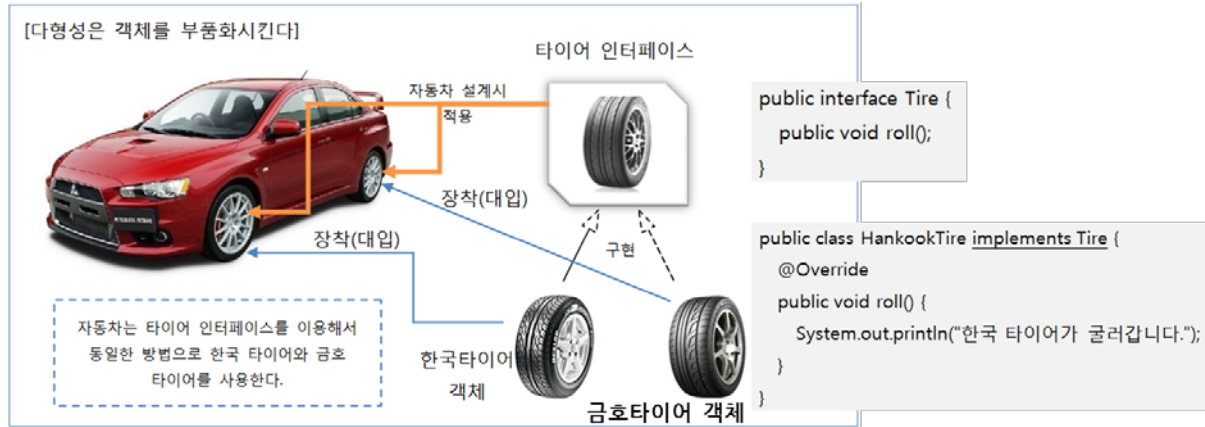 [다형성은 객체를 부품화시킨다]
타이어 인터페이스
자동차 설계시
적용
장착(대입)
장착(대입)
구현
자동차는 타이어 인터페이스를 이용해서
동일한 방법으로 한국 타이어와 금호
타이어를 사용한다.
한국타이어
객체
금호타이어 객체
public interface Tire {
public void roll();
}
public class HankookTire implements Tire {
@Override
public void roll() {
System.out.println("한국 타이어가 굴러갑니다.");
}
}